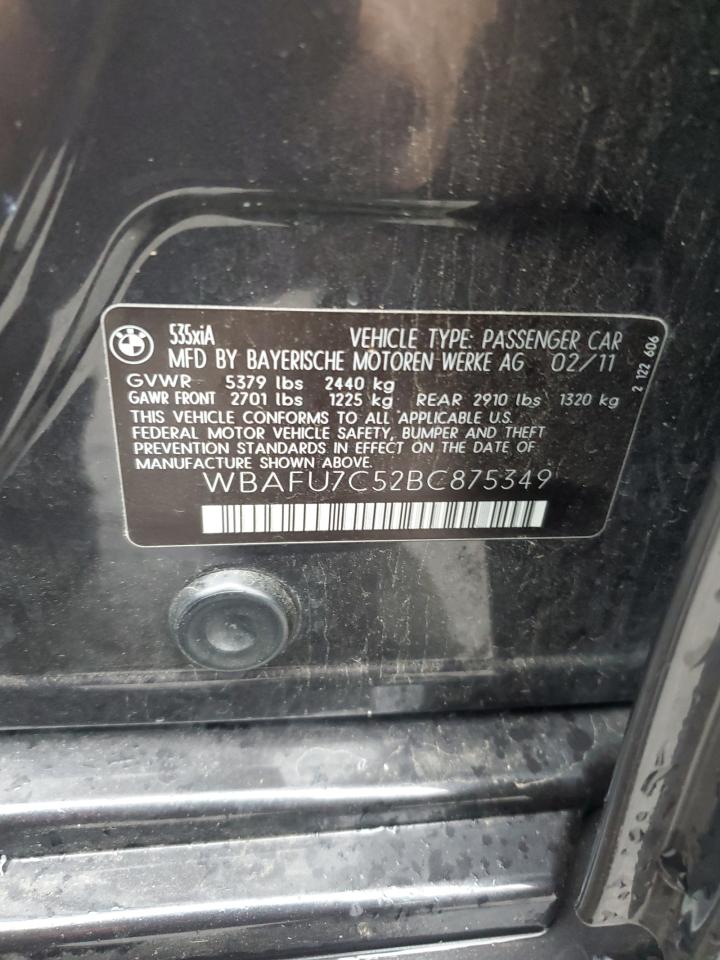 BMW
535xiA VEHICLE TYPE: PASSENGER CAR
MFD BY BAYERISCHE MOTOREN WERKE AG 02/11
GVWR 5379 lbs 2440 kg
GAWR FRONT 2701 lbs 1225 kg REAR 2910 lbs 1320 kg
THIS VEHICLE CONFORMS TO ALL APPLICABLE U.S.
FEDERAL MOTOR VEHICLE SAFETY, BUMPER AND THEFT
PREVENTION STANDARDS IN EFFECT ON THE DATE OF
MANUFACTURE SHOWN ABOVE.
WBAFU7C52BC875349
2 122 606